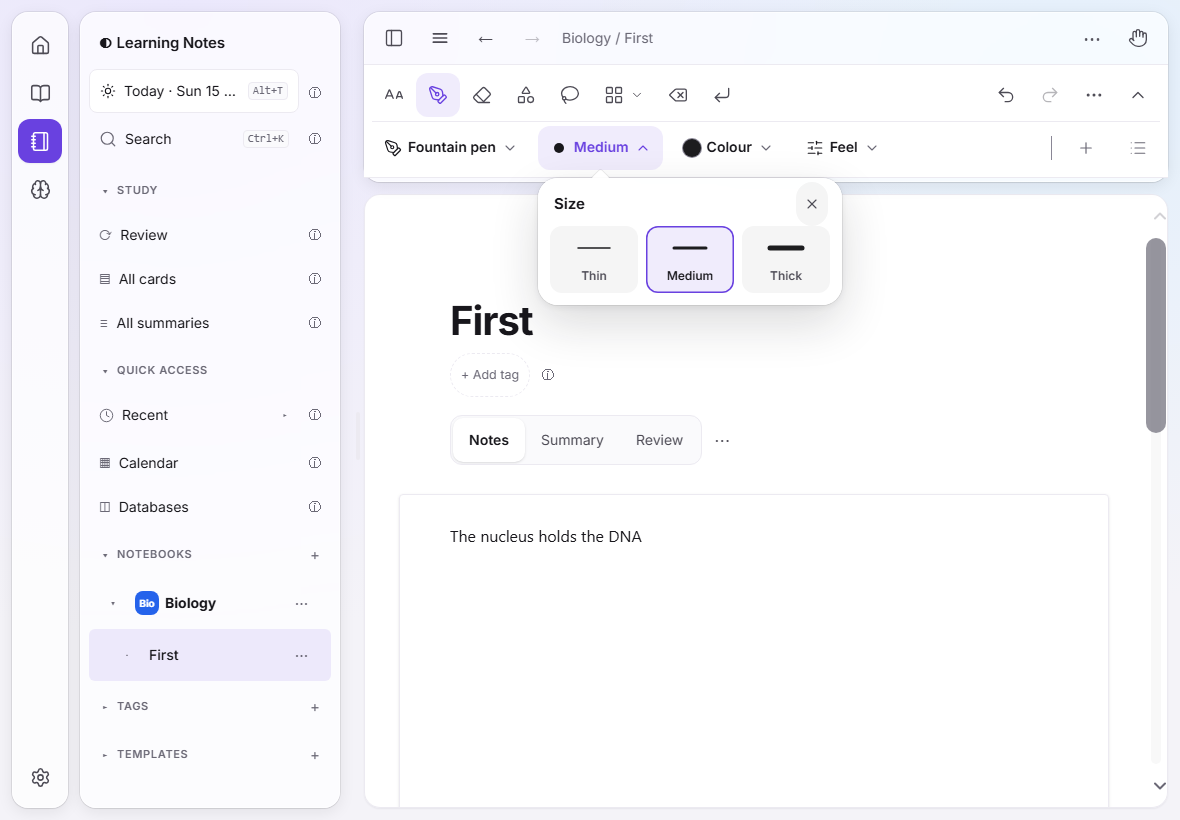 Learning Notes
Today · Sun 15 ... Alt+T
Search Ctrl+K
STUDY
Review
All cards
All summaries
QUICK ACCESS
Recent
Calendar
Databases
NOTEBOOKS
Bio Biology
First
TAGS
TEMPLATES
Biology / First
AA
Fountain pen Medium Colour Feel
Size
Thin Medium Thick
First
+ Add tag
Notes Summary Review
The nucleus holds the DNA